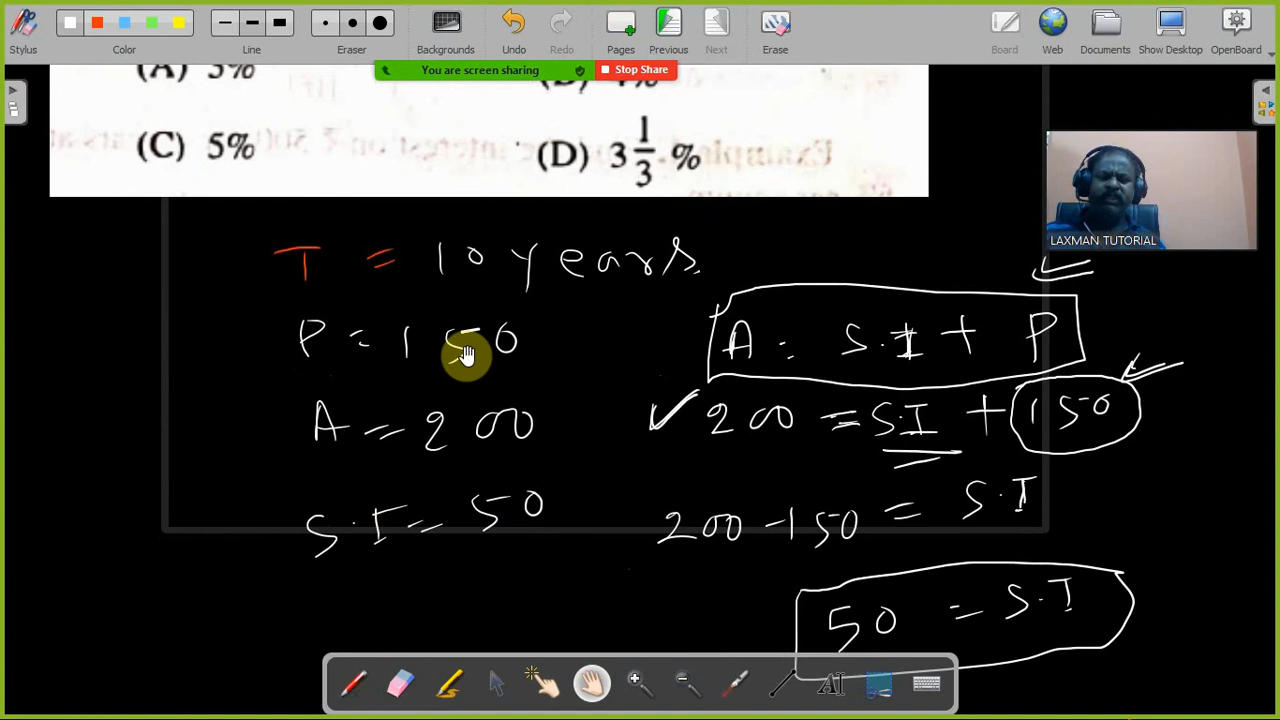 Stylus Color Line Eraser Backgrounds Undo Redo Pages Previous Next Erase Board Web Documents Show Desktop OpenBoard
You are screen sharing Stop Share
(A) 3%
(C) 5%
(D) 3 1/3 %
LAXMAN TUTORIAL
T = 10 years.
P = 150
A = 200
S.I = 50
A = S.I + P
200 = S.I + 150
200 - 150 = S.I
50 = S.I